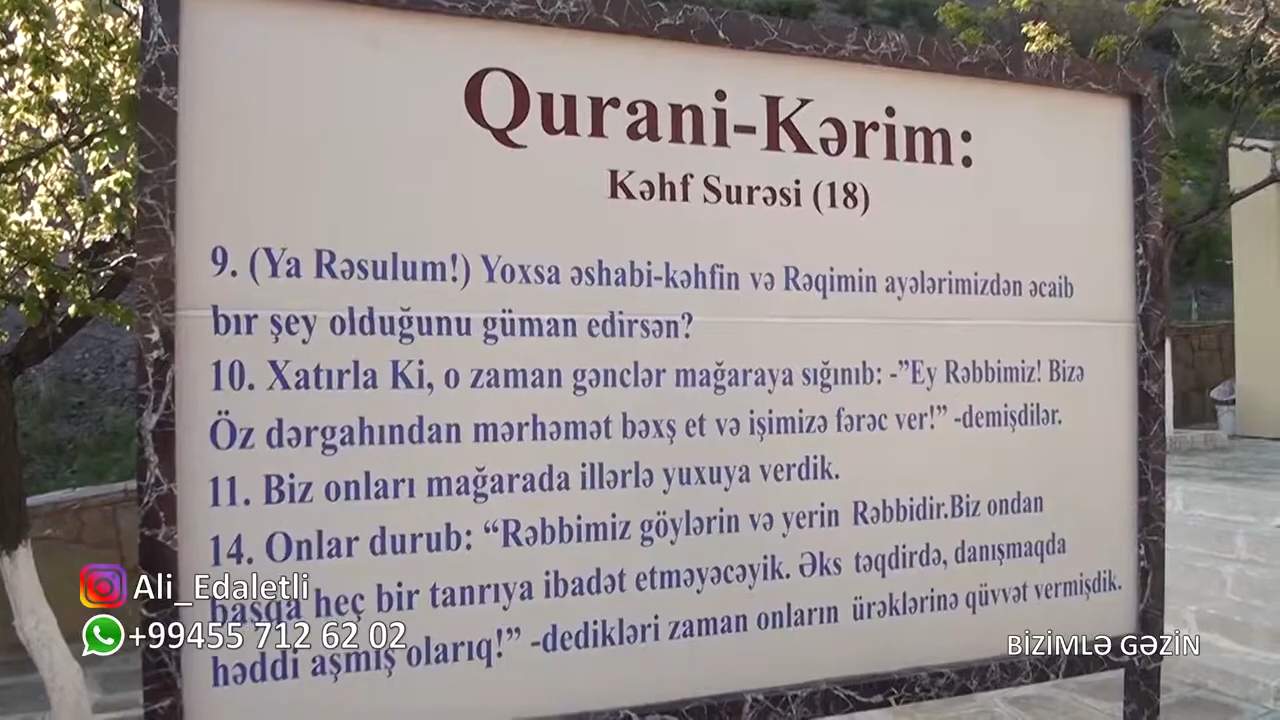 Qurani-Kərim:
Kəhf Surəsi (18)
9. (Ya Rəsulum!) Yoxsa əshabi-kəhfin və Rəqimin ayələrimizdən əcaib
bır şey olduğunu güman edirsən?
10. Xatırla Ki, o zaman gənclər mağaraya sığınıb: -”Ey Rəbbimiz! Bizə
Öz dərgahından mərhəmət bəxş et və işimizə fərəc ver!” -demişdilər.
11. Biz onları mağarada illərlə yuxuya verdik.
14. Onlar durub: “Rəbbimiz göylərin və yerin Rəbbidir.Biz ondan
başqa heç bir tanrıya ibadət etməyəcəyik. Əks təqdirdə, danışmaqda
həddi aşmış olarıq!” -dedikləri zaman onların ürəklərinə qüvvət vermişdik.
Ali_Edaletli
+99455 712 62 02
BİZİMLƏ GƏZİN